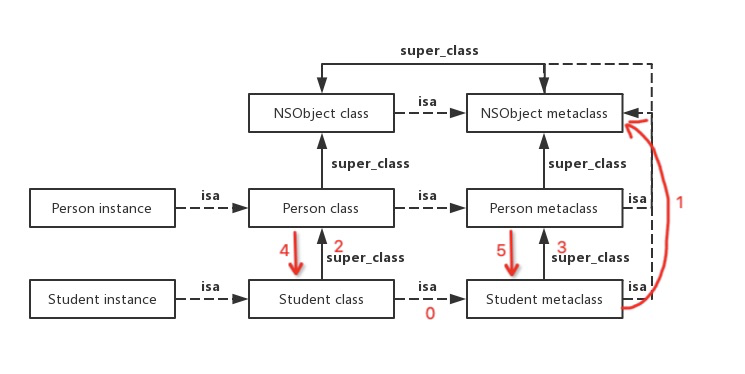 super_class
NSObject class
isa
NSObject metaclass
super_class
super_class
Person instance
isa
Person class
isa
Person metaclass
isa
1
4
2
super_class
5
3
super_class
Student instance
isa
Student class
isa
0
Student metaclass
isa